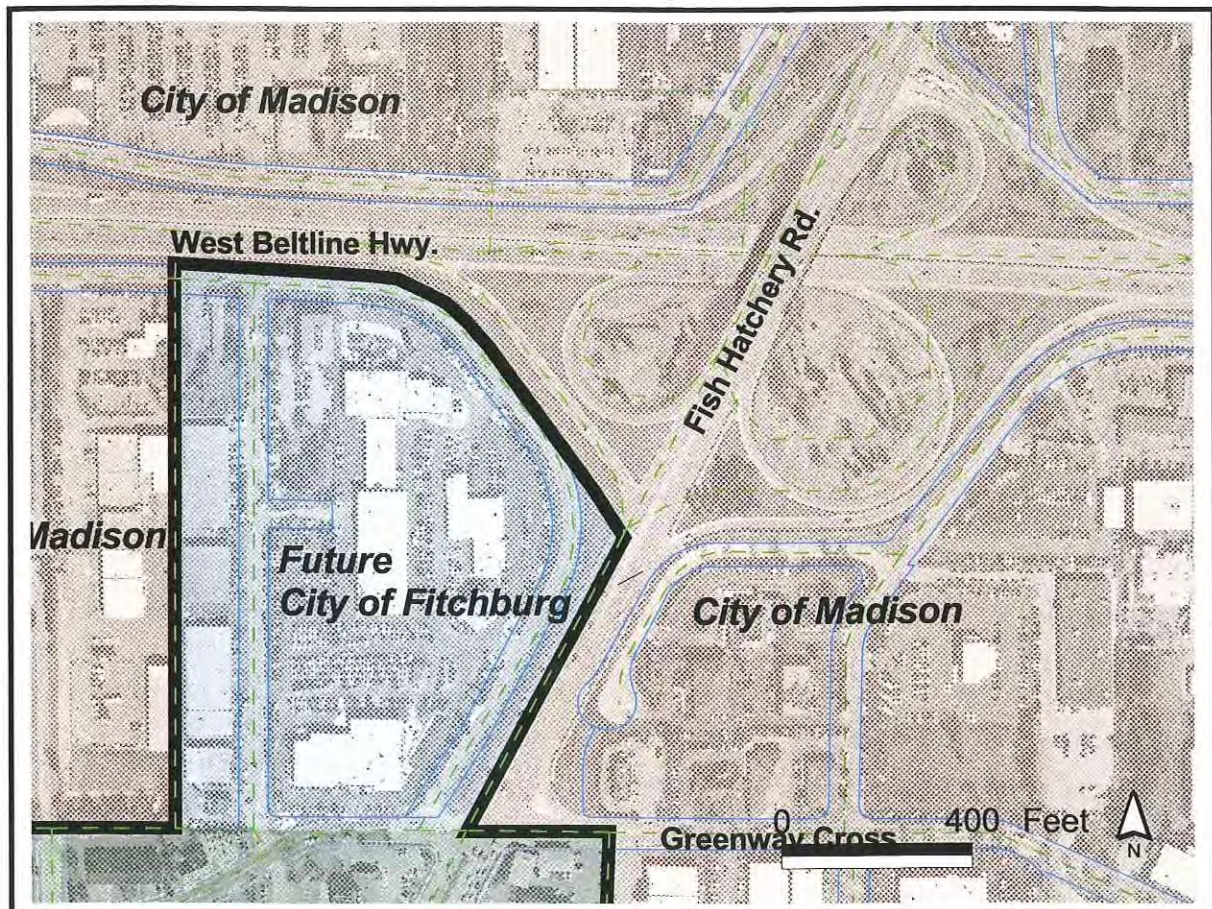 City of Madison
West Beltline Hwy.
Fish Hatchery Rd.
Madison
Future
City of Fitchburg
City of Madison
0 400 Feet
Greenway Cross
N